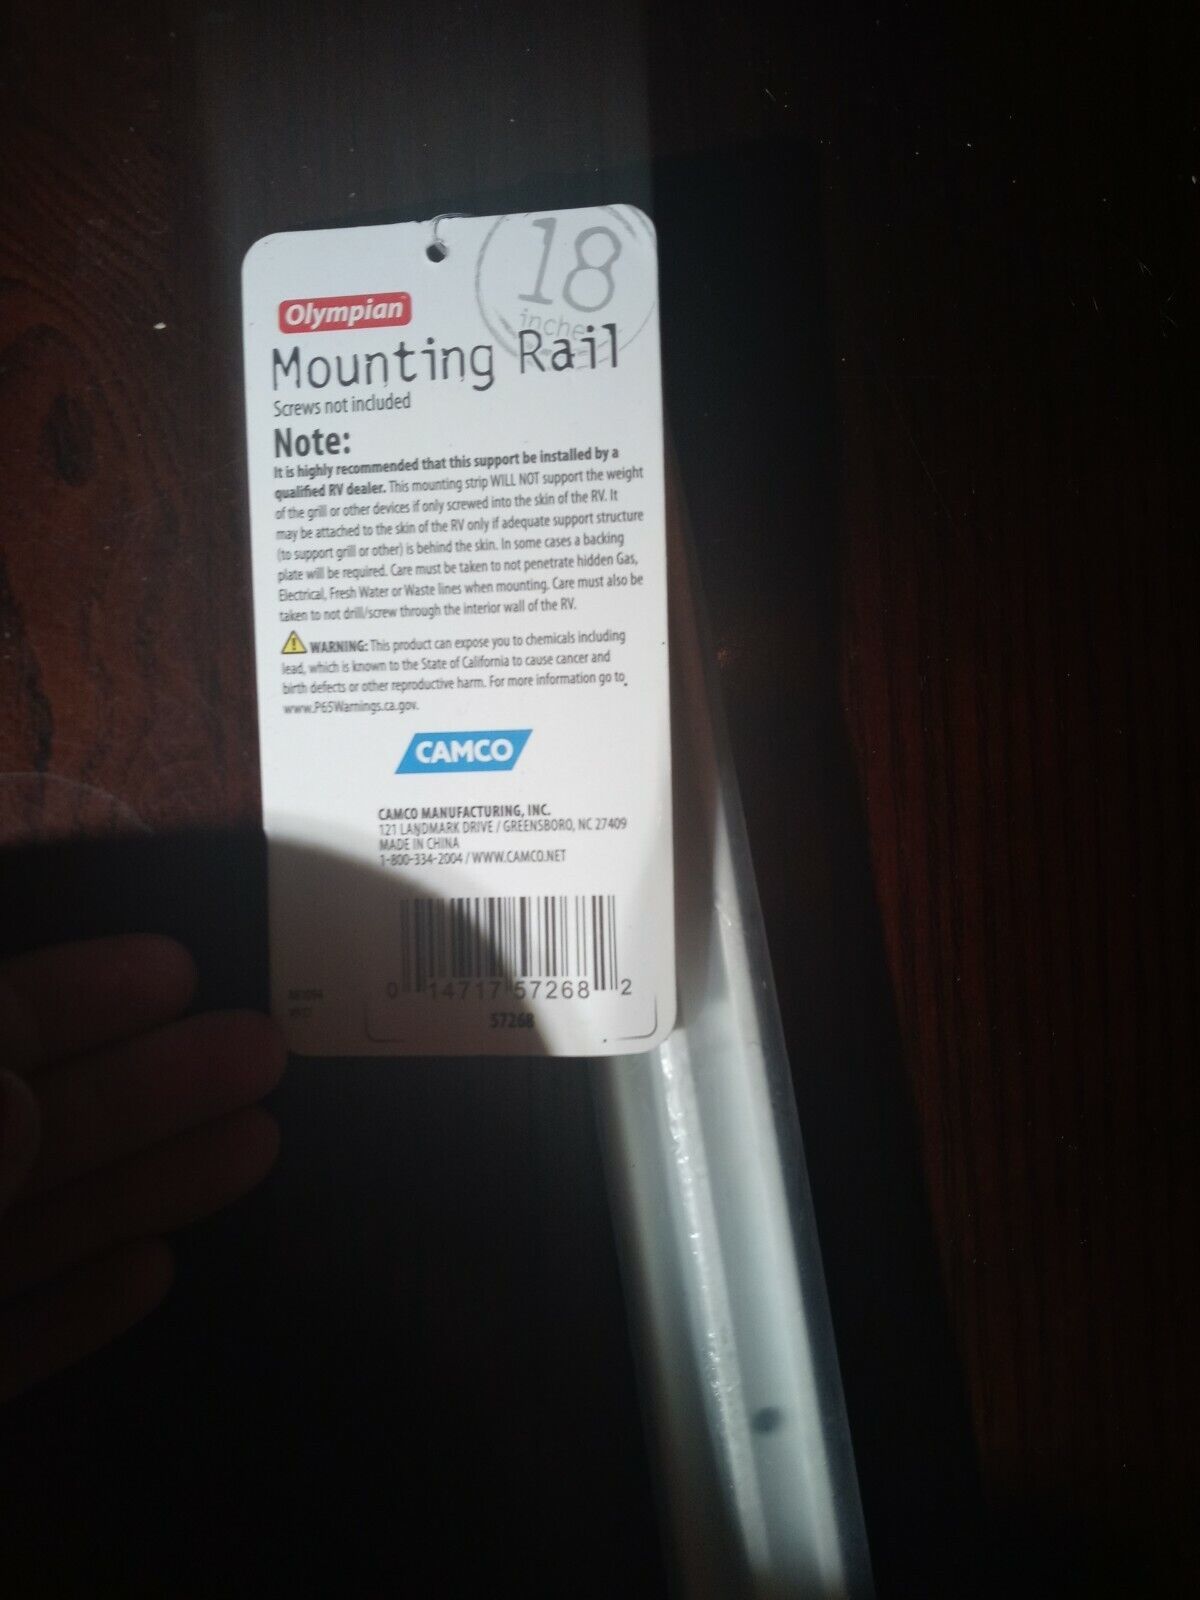 18
inches
Olympian
Mounting Rail
Screws not included
Note:
It is highly recommended that this support be installed by a
qualified RV dealer. This mounting strip WILL NOT support the weight
of the grill or other devices if only screwed into the skin of the RV. It
may be attached to the skin of the RV only if adequate support structure
(to support grill or other) is behind the skin. In some cases a backing
plate will be required. Care must be taken to not penetrate hidden Gas,
Electrical, Fresh Water or Waste lines when mounting. Care must also be
taken to not drill/screw through the interior wall of the RV.
WARNING: This product can expose you to chemicals including
lead, which is known to the State of California to cause cancer and
birth defects or other reproductive harm. For more information go to
www.P65Warnings.ca.gov.
CAMCO
CAMCO MANUFACTURING, INC.
121 LANDMARK DRIVE / GREENSBORO, NC 27409
MADE IN CHINA
1-800-334-2004 / WWW.CAMCO.NET
0 14717 57268 2
57268